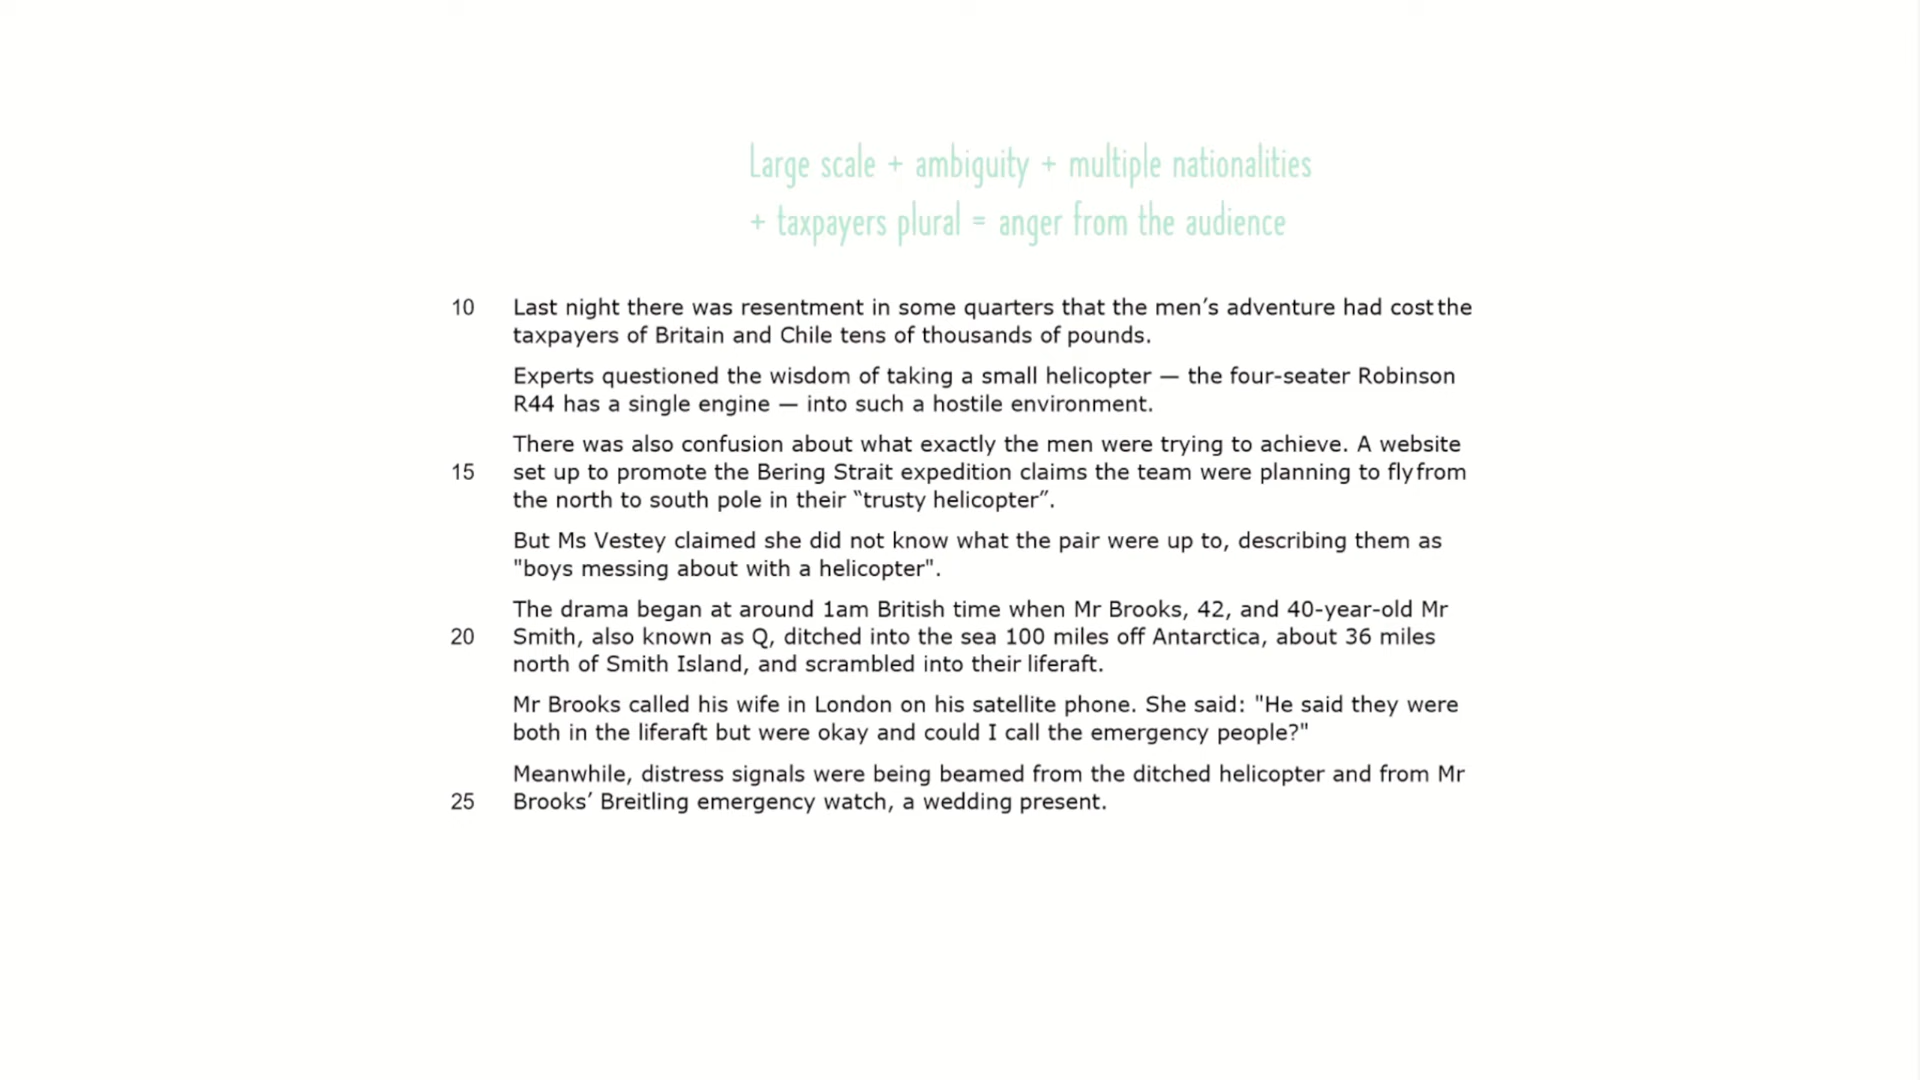 Large scale + ambiguity + multiple nationalities
+ taxpayers plural = anger from the audience
10 Last night there was resentment in some quarters that the men’s adventure had cost the
taxpayers of Britain and Chile tens of thousands of pounds.
Experts questioned the wisdom of taking a small helicopter — the four-seater Robinson
R44 has a single engine — into such a hostile environment.
There was also confusion about what exactly the men were trying to achieve. A website
15 set up to promote the Bering Strait expedition claims the team were planning to fly from
the north to south pole in their “trusty helicopter”.
But Ms Vestey claimed she did not know what the pair were up to, describing them as
"boys messing about with a helicopter".
The drama began at around 1am British time when Mr Brooks, 42, and 40-year-old Mr
20 Smith, also known as Q, ditched into the sea 100 miles off Antarctica, about 36 miles
north of Smith Island, and scrambled into their liferaft.
Mr Brooks called his wife in London on his satellite phone. She said: "He said they were
both in the liferaft but were okay and could I call the emergency people?"
Meanwhile, distress signals were being beamed from the ditched helicopter and from Mr
25 Brooks’ Breitling emergency watch, a wedding present.